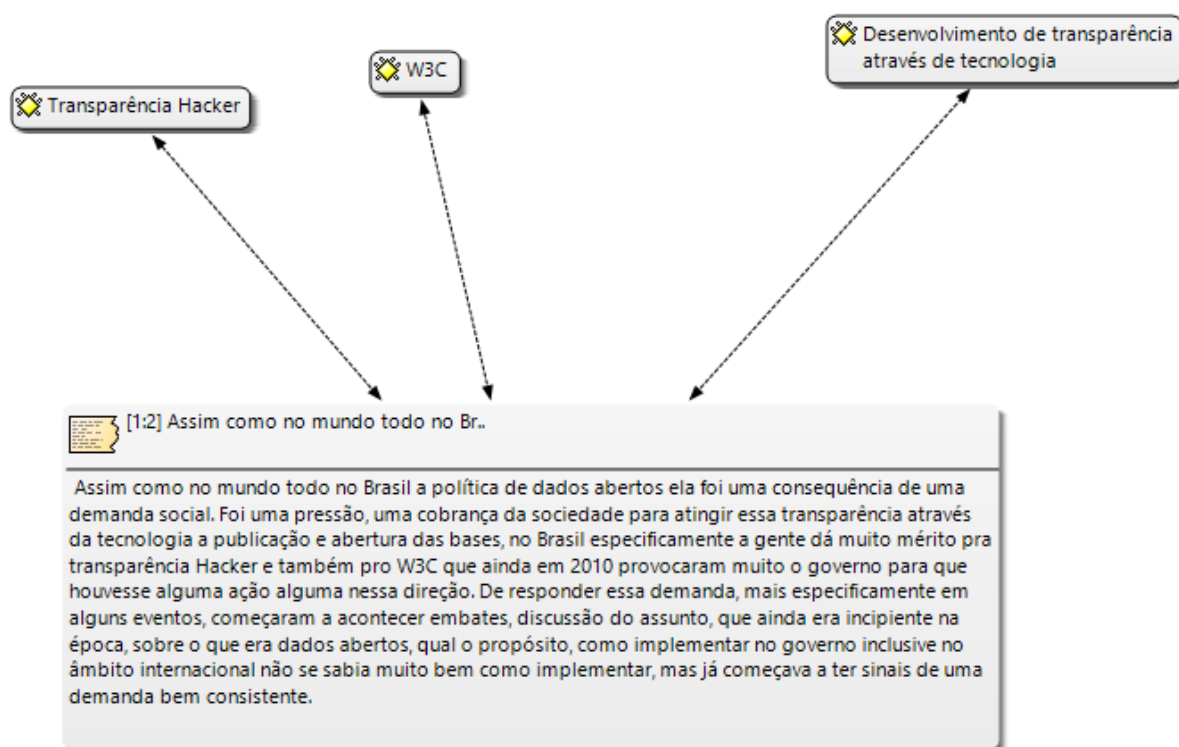 Desenvolvimento de transparência
através de tecnologia
W3C
Transparência Hacker
[1:2] Assim como no mundo todo no Br..
Assim como no mundo todo no Brasil a política de dados abertos ela foi uma consequência de uma
demanda social. Foi uma pressão, uma cobrança da sociedade para atingir essa transparência através
da tecnologia a publicação e abertura das bases, no Brasil especificamente a gente dá muito mérito pra
transparência Hacker e também pro W3C que ainda em 2010 provocaram muito o governo para que
houvesse alguma ação alguma nessa direção. De responder essa demanda, mais especificamente em
alguns eventos, começaram a acontecer embates, discussão do assunto, que ainda era incipiente na
época, sobre o que era dados abertos, qual o propósito, como implementar no governo inclusive no
âmbito internacional não se sabia muito bem como implementar, mas já começava a ter sinais de uma
demanda bem consistente.